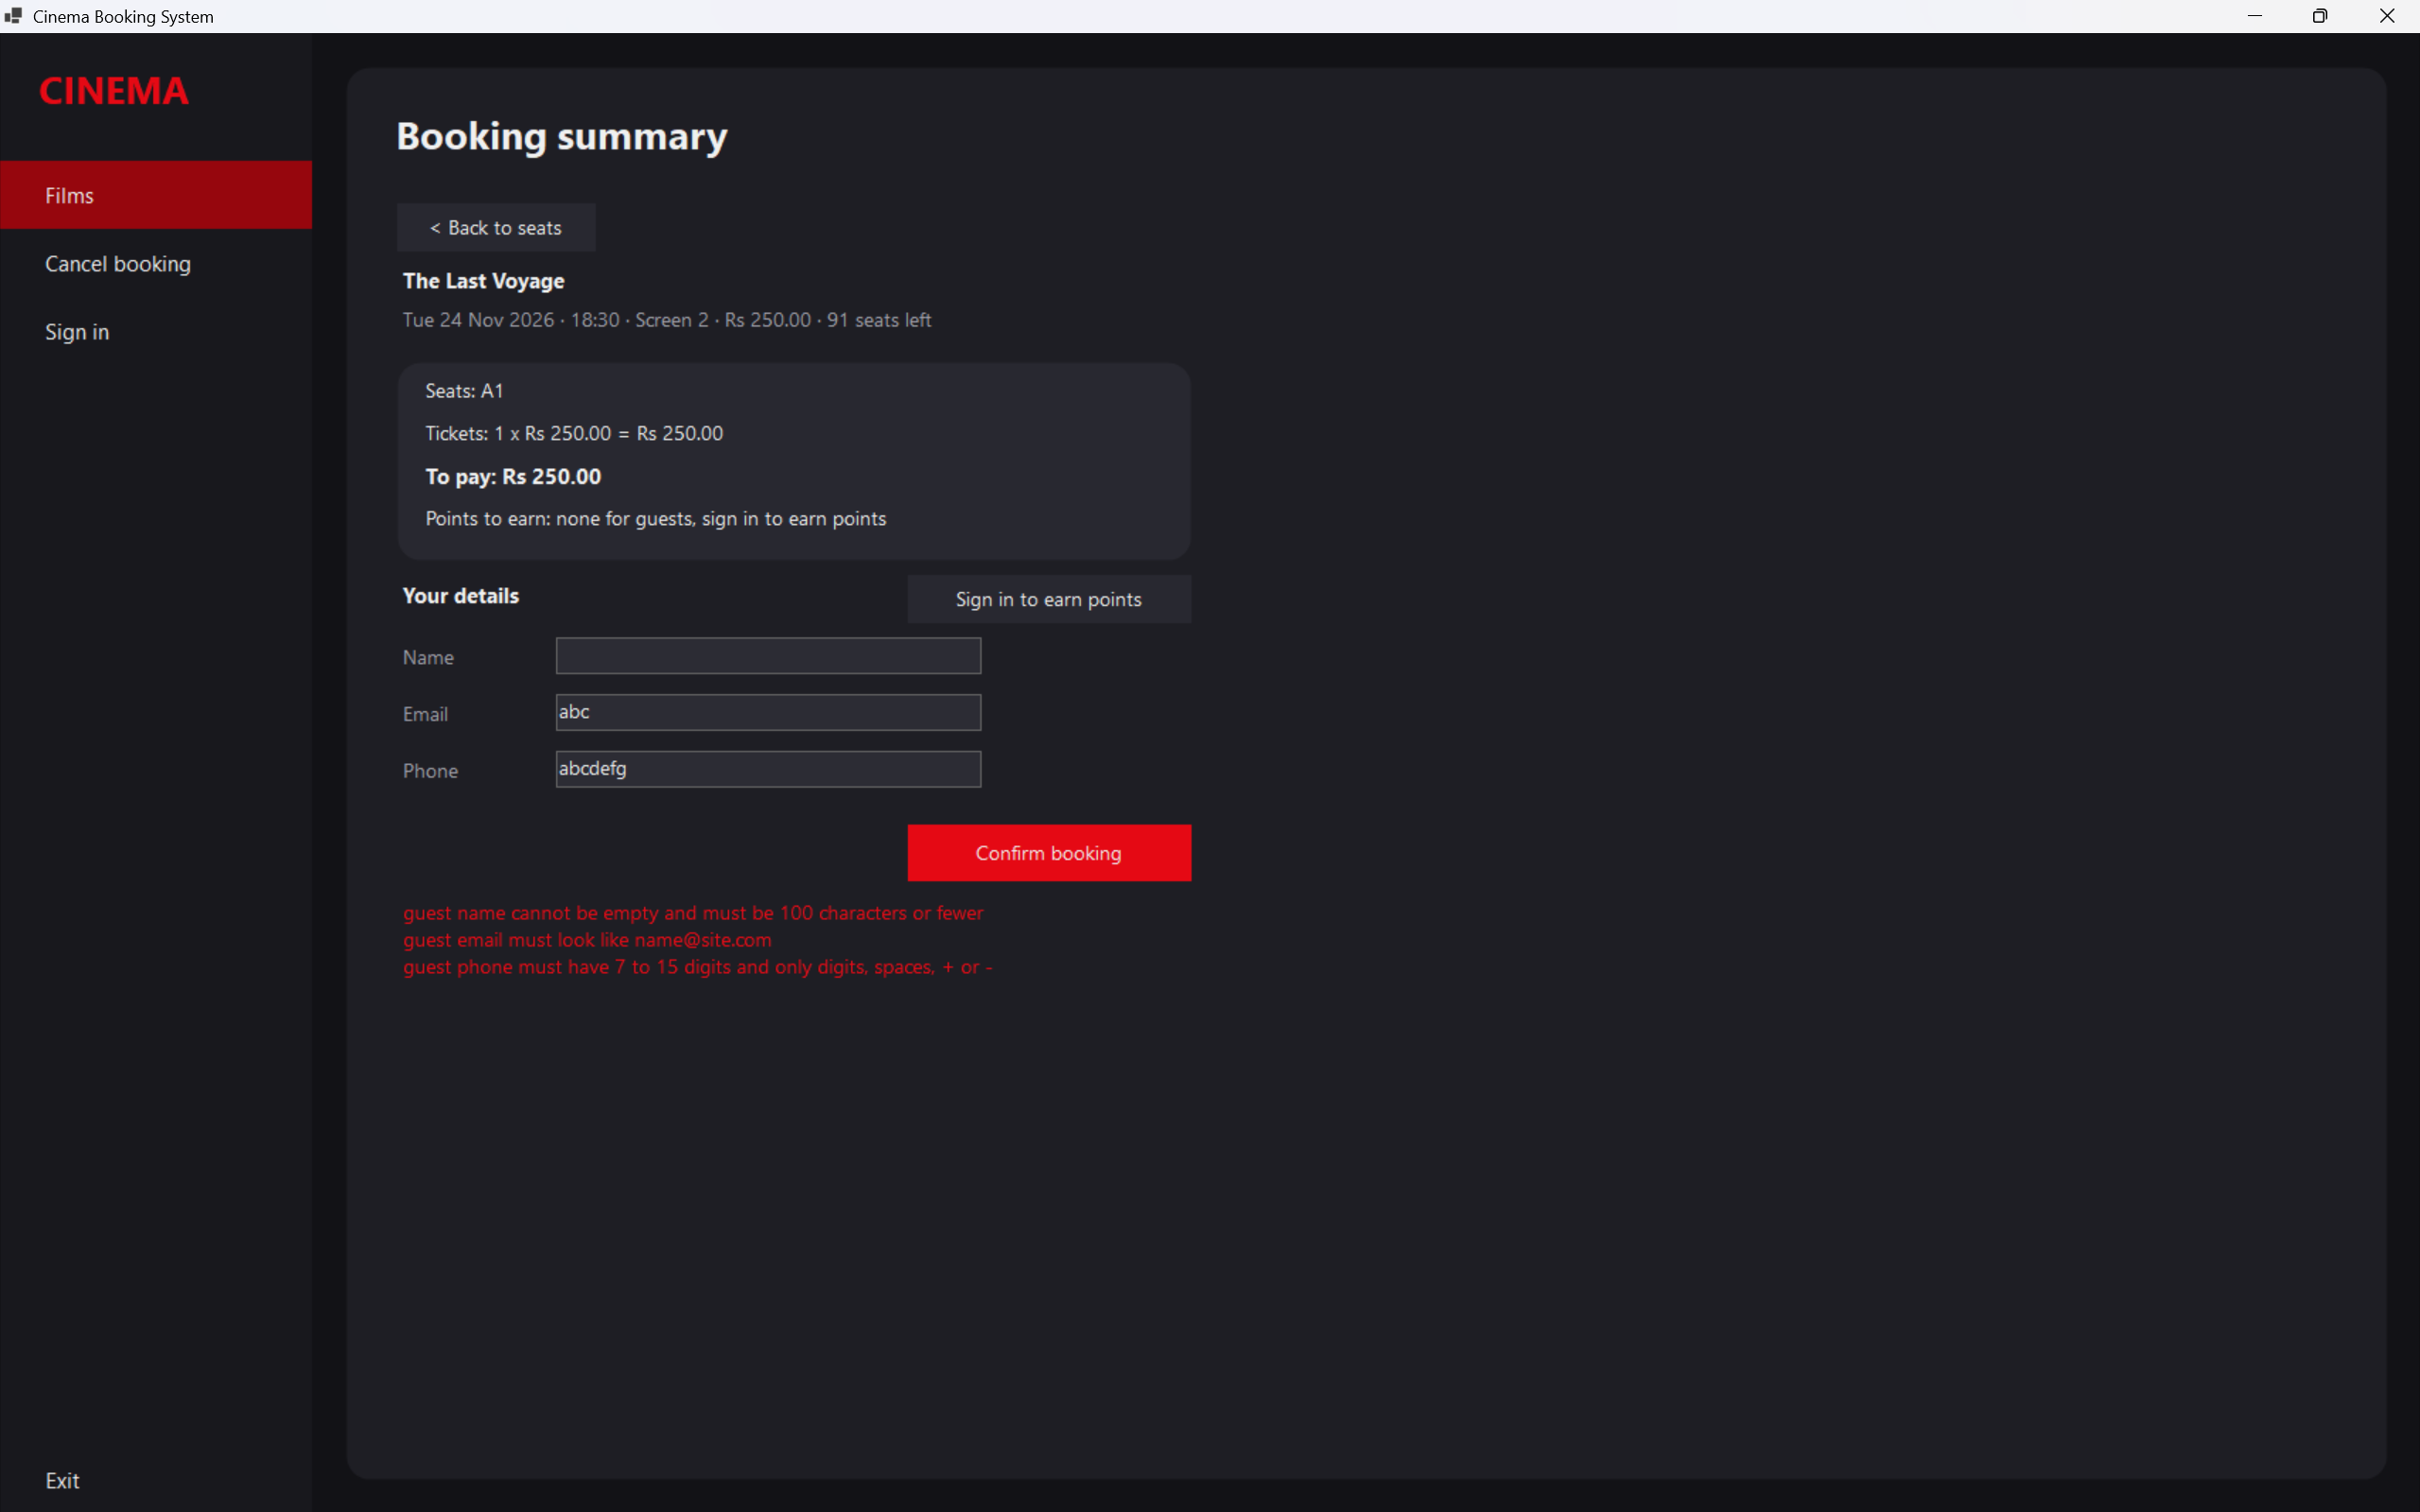 Cinema Booking System
CINEMA
Films
Cancel booking
Sign in
Exit
Booking summary
< Back to seats
The Last Voyage
Tue 24 Nov 2026 · 18:30 · Screen 2 · Rs 250.00 · 91 seats left
Seats: A1
Tickets: 1 x Rs 250.00 = Rs 250.00
To pay: Rs 250.00
Points to earn: none for guests, sign in to earn points
Your details
Sign in to earn points
Name
Email abc
Phone abcdefg
Confirm booking
guest name cannot be empty and must be 100 characters or fewer
guest email must look like name@site.com
guest phone must have 7 to 15 digits and only digits, spaces, + or -